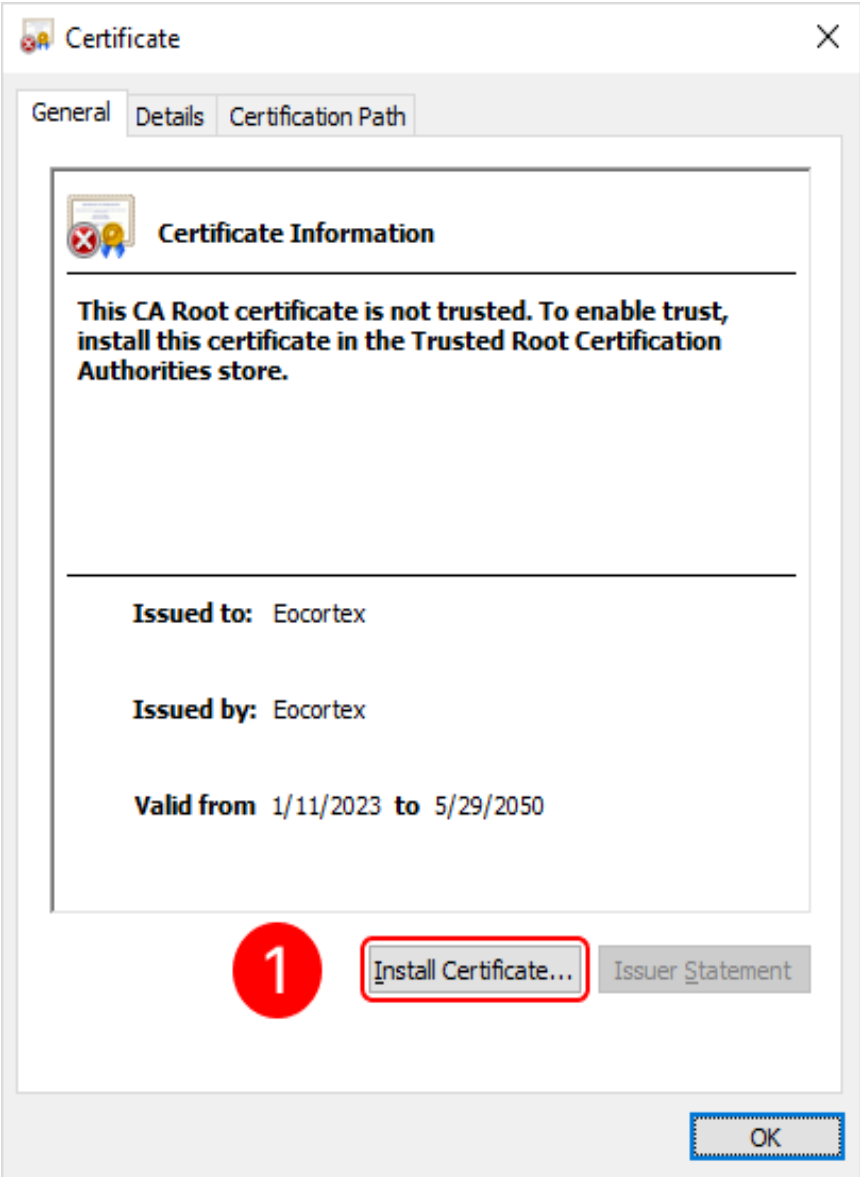 Certificate
General
Details
Certification Path
Certificate Information
This CA Root certificate is not trusted. To enable trust,
install this certificate in the Trusted Root Certification
Authorities store.
Issued to: Eocortex
Issued by: Eocortex
Valid from 1/11/2023 to 5/29/2050
1
Install Certificate...
Issuer Statement
OK